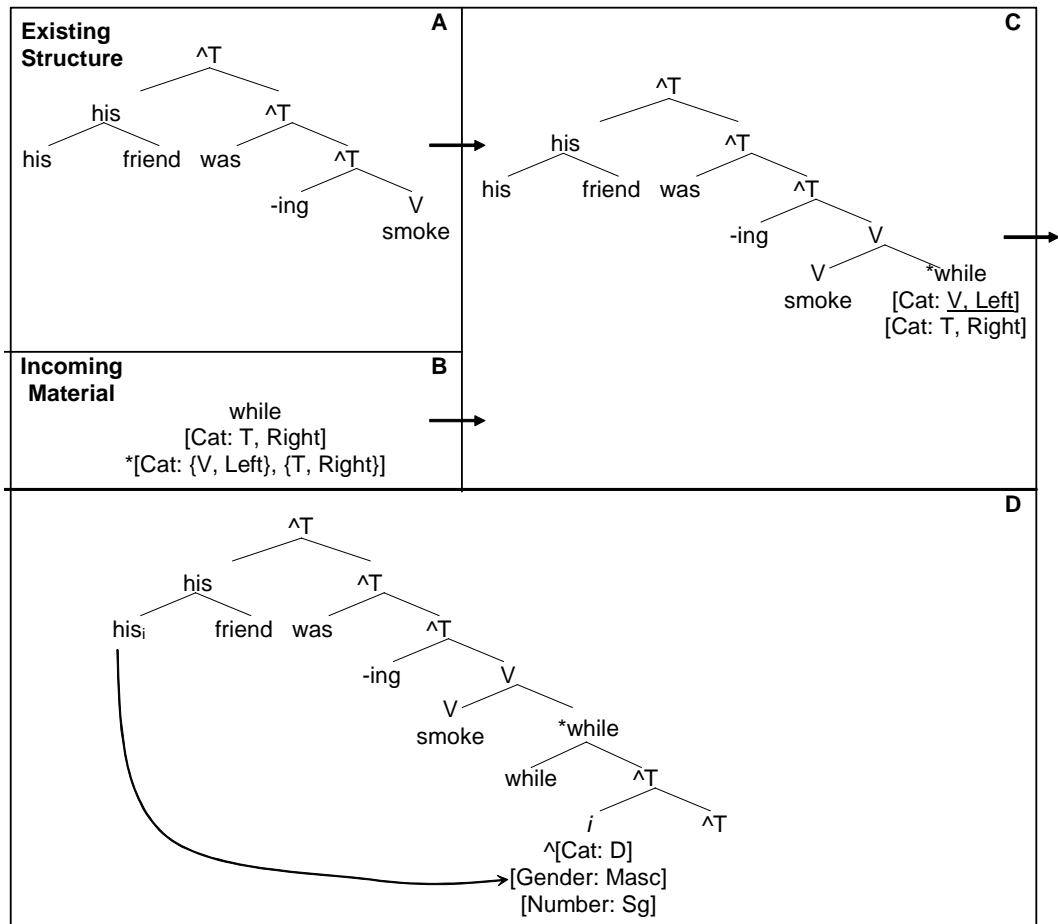 Existing
Structure
A
^T
his
^T
his
friend
was
^T
-ing
V
smoke
Incoming
Material
B
while
[Cat: T, Right]
*[Cat: {V, Left}, {T, Right}]
C
^T
his
^T
his
friend
was
^T
-ing
V
V
*while
smoke
[Cat: V, Left]
[Cat: T, Right]
D
^T
his
^T
hisi
friend
was
^T
-ing
V
V
smoke
*while
while
^T
i
^T
^[Cat: D]
[Gender: Masc]
[Number: Sg]